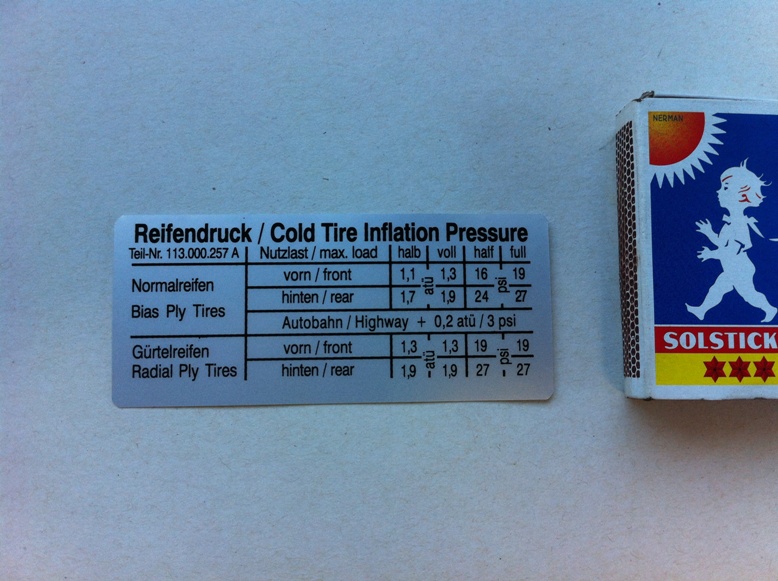 Reifendruck / Cold Tire Inflation Pressure
Teil-Nr. 113.000.257 A Nutzlast / max. load halb voll half full
Normalreifen
Bias Ply Tires
vorn / front 1,1 atü 1,3 16 psi 19
hinten / rear 1,7 1,9 24 27
Autobahn / Highway + 0,2 atü / 3 psi
Gürtelreifen
Radial Ply Tires
vorn / front 1,3 atü 1,3 19 psi 19
hinten / rear 1,9 1,9 27 27
NERMAN
SOLSTICK